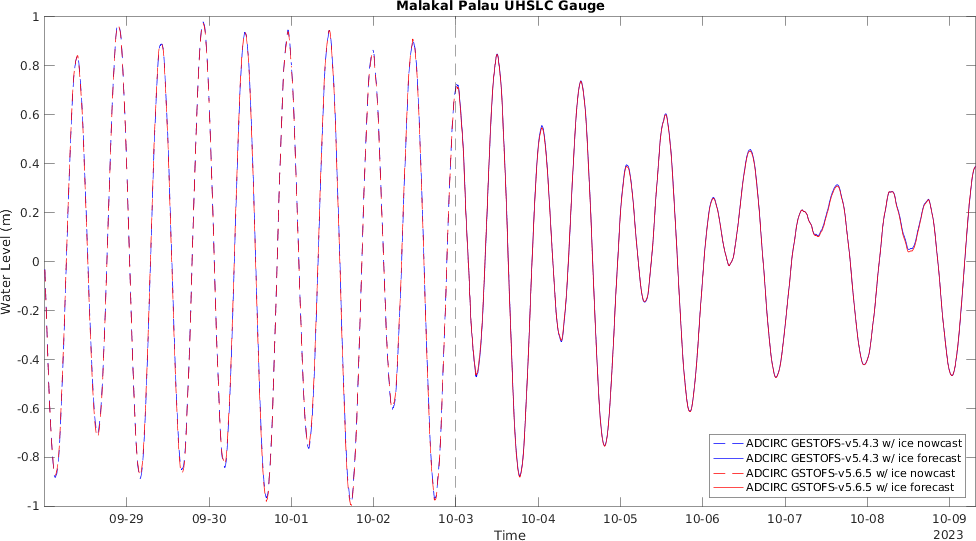 Malakal Palau UHSLC Gauge
1
0.8
0.6
0.4
0.2
0
-0.2
-0.4
-0.6
-0.8
-1
Water Level (m)
09-29 09-30 10-01 10-02 10-03 10-04 10-05 10-06 10-07 10-08 10-09
2023
Time
ADCIRC GESTOFS-v5.4.3 w/ ice nowcast
ADCIRC GESTOFS-v5.4.3 w/ ice forecast
ADCIRC GSTOFS-v5.6.5 w/ ice nowcast
ADCIRC GSTOFS-v5.6.5 w/ ice forecast